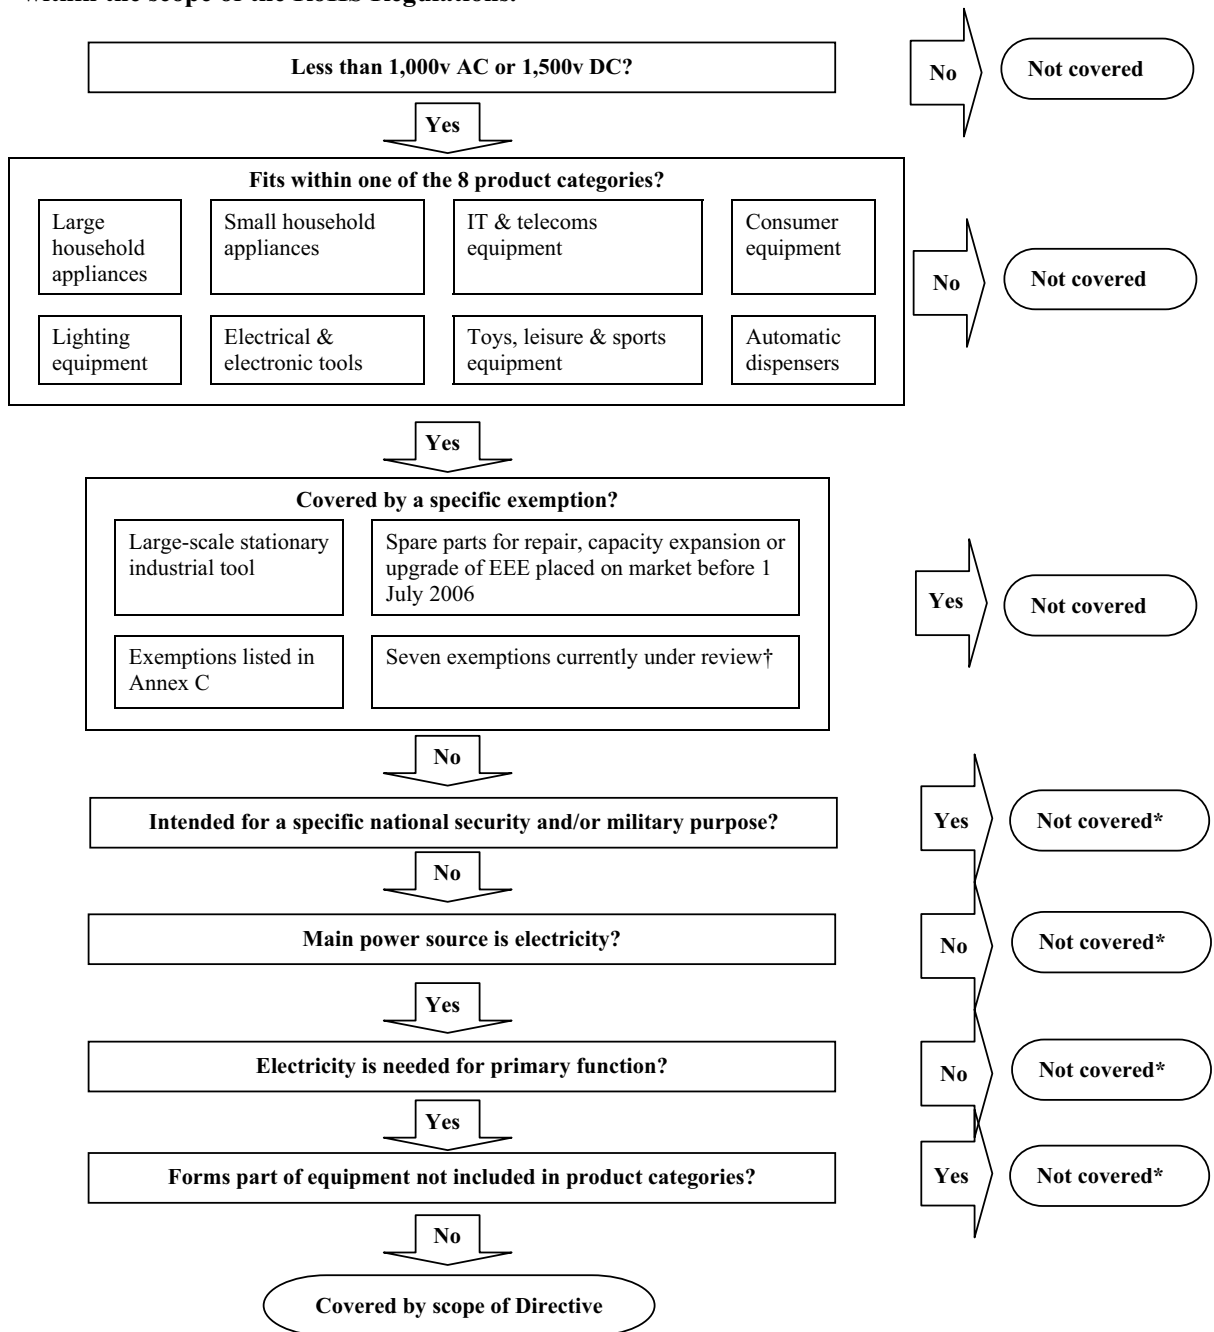 within the scope of the RoHS Regulations.
Less than 1,000v AC or 1,500v DC?
No
Not covered
Yes
Fits within one of the 8 product categories?
Large
household
appliances
Small household
appliances
IT & telecoms
equipment
Consumer
equipment
No
Not covered
Lighting
equipment
Electrical &
electronic tools
Toys, leisure & sports
equipment
Automatic
dispensers
Yes
Covered by a specific exemption?
Large-scale stationary
industrial tool
Spare parts for repair, capacity expansion or
upgrade of EEE placed on market before 1
July 2006
Yes
Not covered
Exemptions listed in
Annex C
Seven exemptions currently under review†
No
Intended for a specific national security and/or military purpose?
Yes
Not covered*
No
Main power source is electricity?
No
Not covered*
Yes
Electricity is needed for primary function?
No
Not covered*
Yes
Forms part of equipment not included in product categories?
Yes
Not covered*
No
Covered by scope of Directive